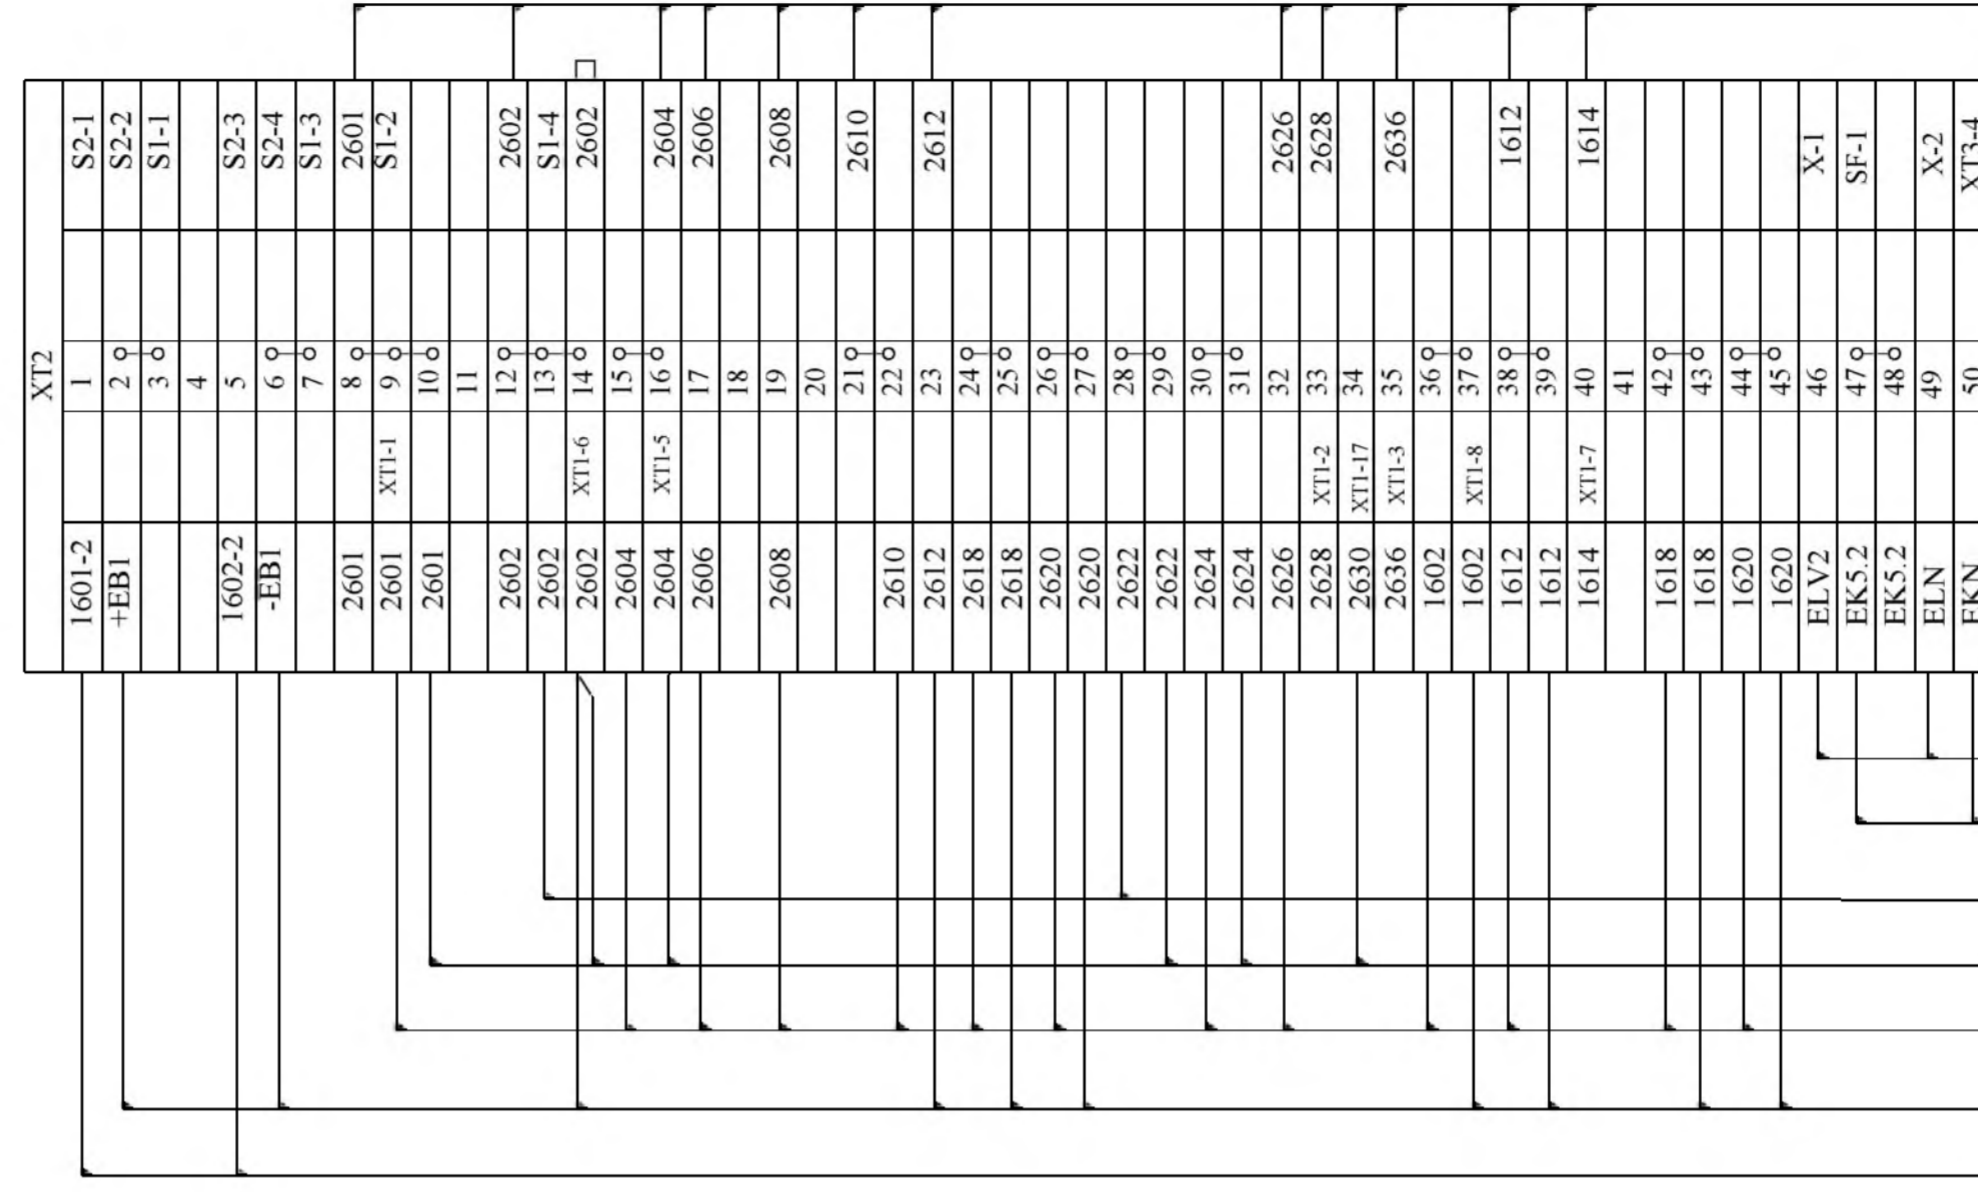 XT2
S2-1 S2-2 S1-1 S2-3 S2-4 S1-3 2601 S1-2 2602 S1-4 2602 2604 2606 2608 2610 2612 2626 2628 2636 1612 1614 X-1 SF-1 X-2 XT3-4
1 2 3 4 5 6 7 8 9 10 11 12 13 14 15 16 17 18 19 20 21 22 23 24 25 26 27 28 29 30 31 32 33 34 35 36 37 38 39 40 41 42 43 44 45 46 47 48 49 50
XT1-1 XT1-6 XT1-5 XT1-2 XT1-17 XT1-3 XT1-8 XT1-7
1601-2 +EB1 1602-2 -EB1 2601 2601 2601 2602 2602 2602 2604 2604 2606 2608 2610 2612 2618 2618 2620 2620 2622 2622 2624 2624 2626 2628 2630 2636 1602 1602 1612 1612 1614 1618 1618 1620 1620 ELV2 EK5.2 EK5.2 ELN EKN